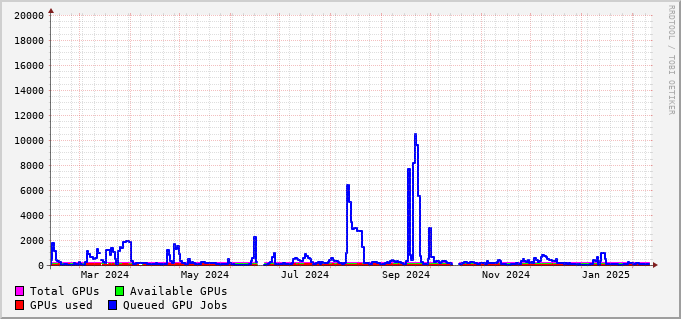 20000
18000
16000
14000
12000
10000
8000
6000
4000
2000
0
Mar 2024 May 2024 Jul 2024 Sep 2024 Nov 2024 Jan 2025
Total GPUs Available GPUs
GPUs used Queued GPU Jobs
RRDTOOL / TOBI OETIKER